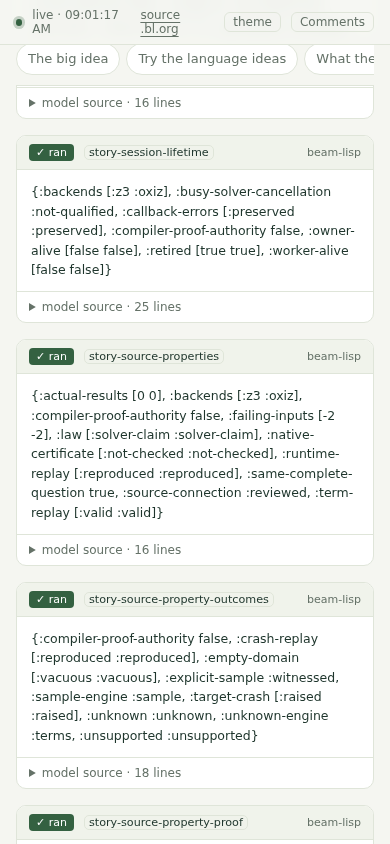 live · 09:01:17 AM
source .bl.org
theme
Comments
The big idea
Try the language ideas
What the
▶ model source · 16 lines
✓ ran story-session-lifetime beam-lisp
{:backends [:z3 :oxiz], :busy-solver-cancellation
:not-qualified, :callback-errors [:preserved
:preserved], :compiler-proof-authority false, :owner-
alive [false false], :retired [true true], :worker-alive
[false false]}
▶ model source · 25 lines
✓ ran story-source-properties beam-lisp
{:actual-results [0 0], :backends [:z3 :oxiz],
:compiler-proof-authority false, :failing-inputs [-2
-2], :law [:solver-claim :solver-claim], :native-
certificate [:not-checked :not-checked], :runtime-
replay [:reproduced :reproduced], :same-complete-
question true, :source-connection :reviewed, :term-
replay [:valid :valid]}
▶ model source · 16 lines
✓ ran story-source-property-outcomes beam-lisp
{:compiler-proof-authority false, :crash-replay
[:reproduced :reproduced], :empty-domain
[:vacuous :vacuous], :explicit-sample :witnessed,
:sample-engine :sample, :target-crash [:raised
:raised], :unknown :unknown, :unknown-engine
:terms, :unsupported :unsupported}
▶ model source · 18 lines
✓ ran story-source-property-proof beam-lisp